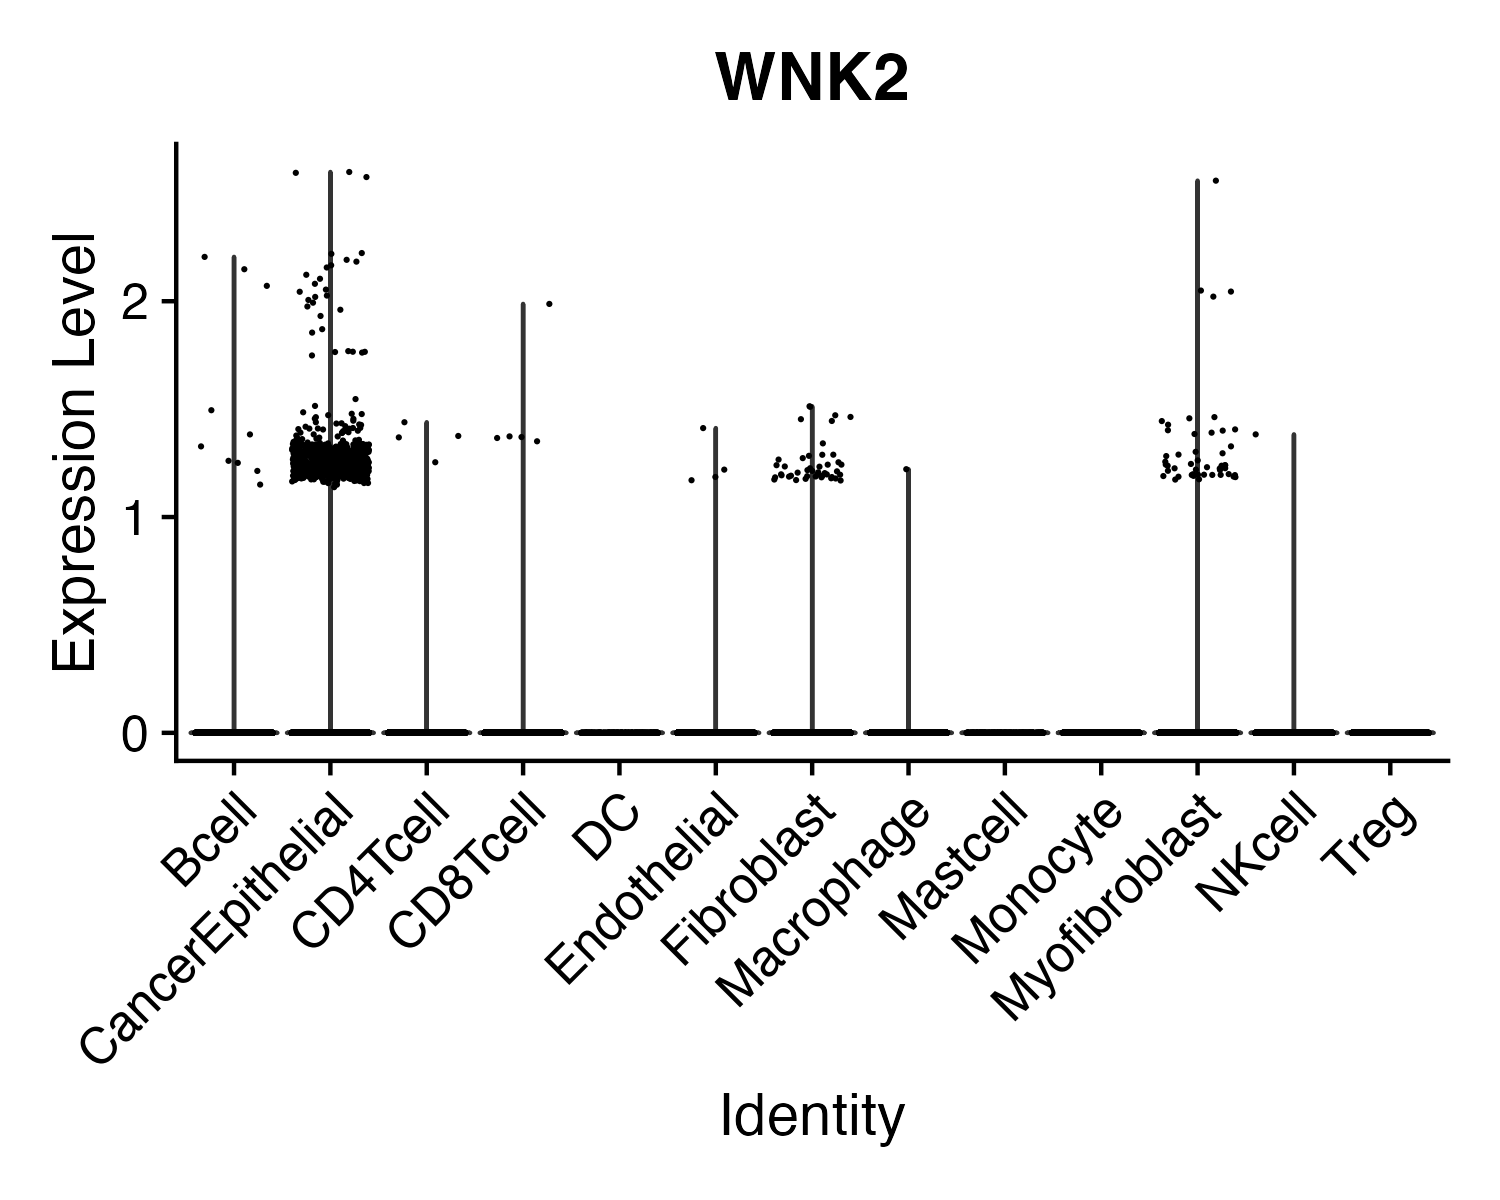 WNK2
Expression Level
2
1
0
Bcell
CancerEpithelial
CD4Tcell
CD8Tcell
DC
Endothelial
Fibroblast
Macrophage
Mastcell
Monocyte
Myofibroblast
NKcell
Treg
Identity